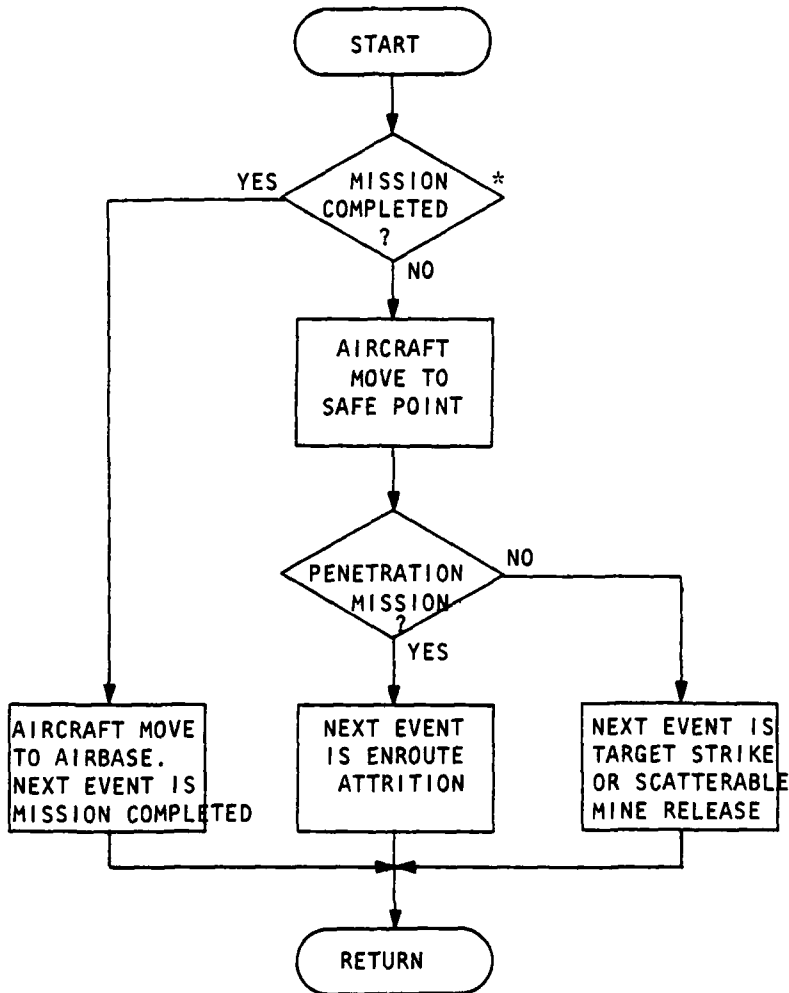 START
YES
MISSION *
COMPLETED
?
NO
AIRCRAFT
MOVE TO
SAFE POINT
PENETRATION
MISSION
?
NO
YES
AIRCRAFT MOVE
TO AIRBASE.
NEXT EVENT IS
MISSION COMPLETED
NEXT EVENT
IS ENROUTE
ATTRITION
NEXT EVENT IS
TARGET STRIKE
OR SCATTERABLE
MINE RELEASE
RETURN